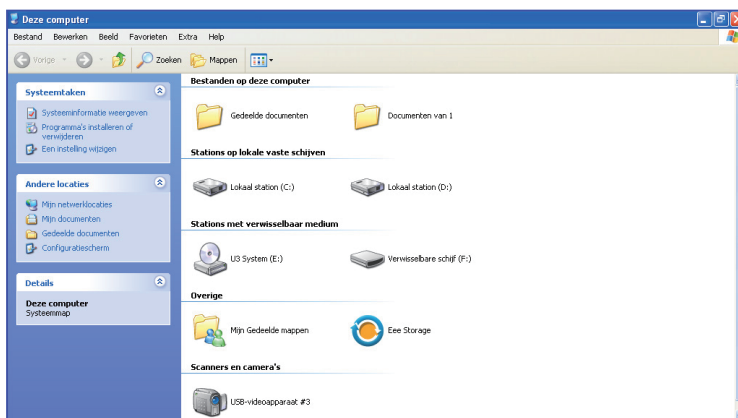 Deze computer
Bestand Bewerken Beeld Favorieten Extra Help
Vorige Zoeken Mappen
Systeemtaken
Systeeminformatie weergeven
Programma's installeren of
verwijderen
Een instelling wijzigen
Andere locaties
Mijn netwerklocaties
Mijn documenten
Gedeelde documenten
Configuratiescherm
Details
Deze computer
Systeemmap
Bestanden op deze computer
Gedeelde documenten Documenten van 1
Stations op lokale vaste schijven
Lokaal station (C:) Lokaal station (D:)
Stations met verwisselbaar medium
U3 System (E:) Verwisselbare schijf (F:)
Overige
Mijn Gedeelde mappen Eee Storage
Scanners en camera's
USB-videoapparaat #3